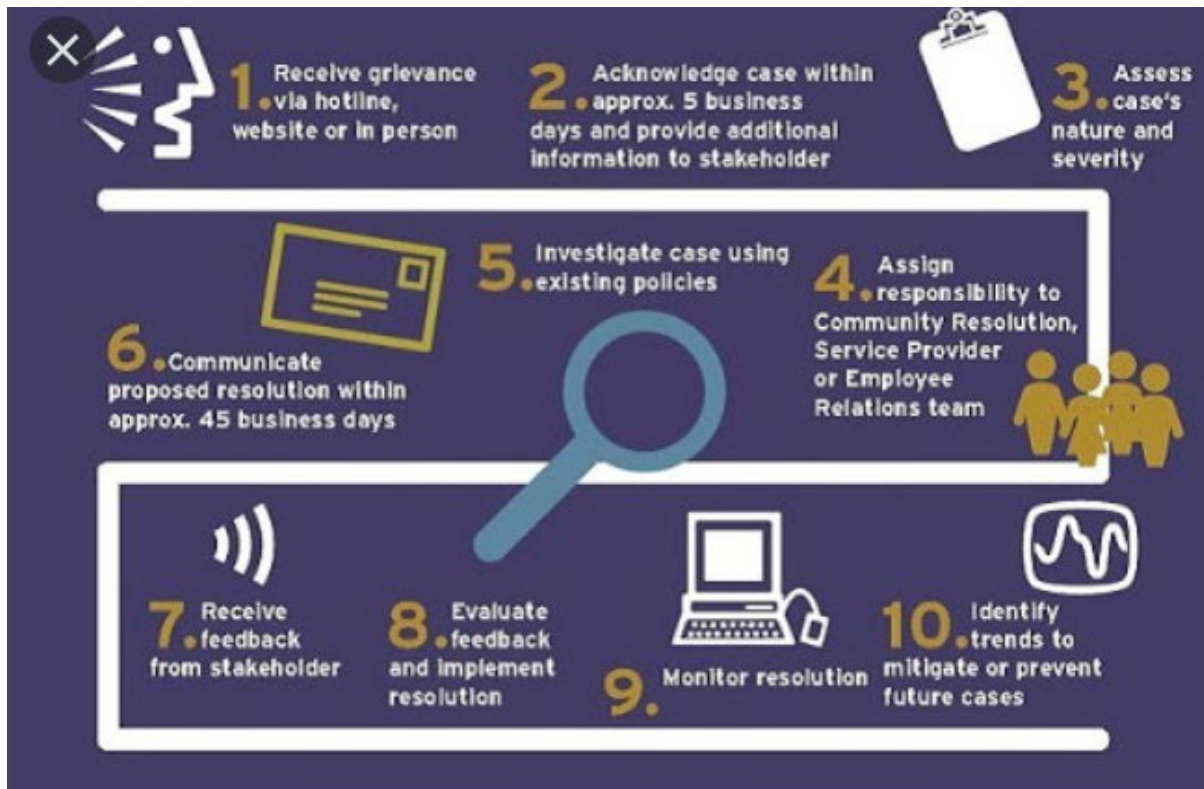 1. Receive grievance
via hotline,
website or in person
2. Acknowledge case within
approx. 5 business
days and provide additional
information to stakeholder
3. Assess
case's
nature and
severity
4. Assign
responsibility to
Community Resolution,
Service Provider
or Employee
Relations team
5. Investigate case using
existing policies
6. Communicate
proposed resolution within
approx. 45 business days
7. Receive
feedback
from stakeholder
8. Evaluate
feedback
and implement
resolution
9. Monitor resolution
10. Identify
trends to
mitigate or prevent
future cases